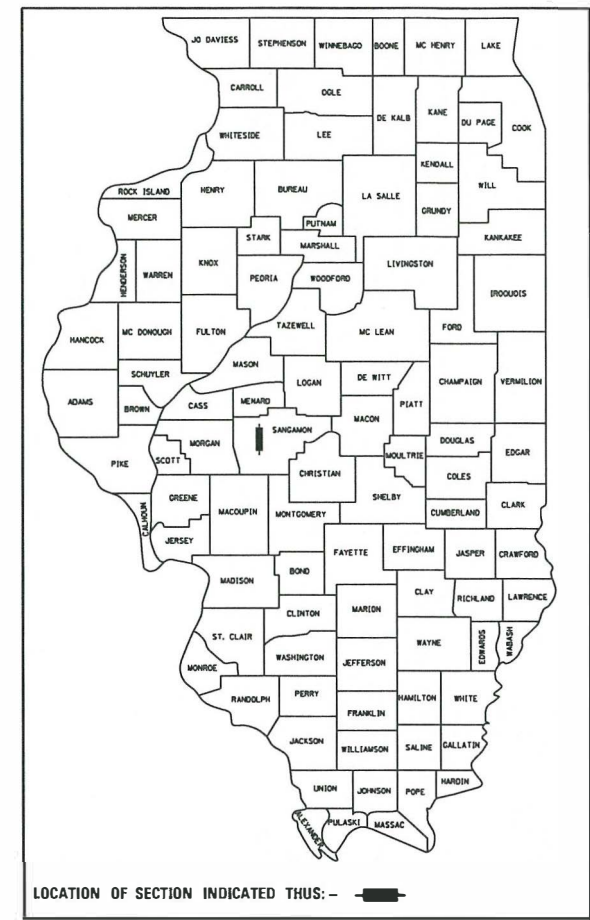 JO DAVIESS STEPHENSON WINNEBAGO BOONE MC HENRY LAKE
CARROLL OGLE DE KALB KANE DU PAGE COOK
WHITESIDE LEE KENDALL WILL
ROCK ISLAND HENRY BUREAU LA SALLE GRUNDY
MERCER PUTNAM KANKAKEE
HENDERSON WARREN KNOX STARK MARSHALL LIVINGSTON
PEORIA WOODFORD IROQUOIS
HANCOCK MC DONOUGH FULTON TAZEWELL MC LEAN FORD
SCHUYLER MASON LOGAN DE WITT CHAMPAIGN VERMILION
ADAMS BROWN CASS MENARD PIATT
MORGAN SANGAMON MACON DOUGLAS EDGAR
PIKE SCOTT CHRISTIAN MOULTRIE COLES
GREENE MACOUPIN MONTGOMERY SHELBY CUMBERLAND CLARK
CALHOUN JERSEY FAYETTE EFFINGHAM JASPER CRAWFORD
MADISON BOND CLAY RICHLAND LAWRENCE
CLINTON MARION
ST. CLAIR WASHINGTON JEFFERSON WAYNE EDWARDS WABASH
MONROE RANDOLPH PERRY FRANKLIN HAMILTON WHITE
JACKSON WILLIAMSON SALINE GALLATIN
UNION JOHNSON POPE HARDIN
ALEXANDER PULASKI MASSAC
LOCATION OF SECTION INDICATED THUS: -